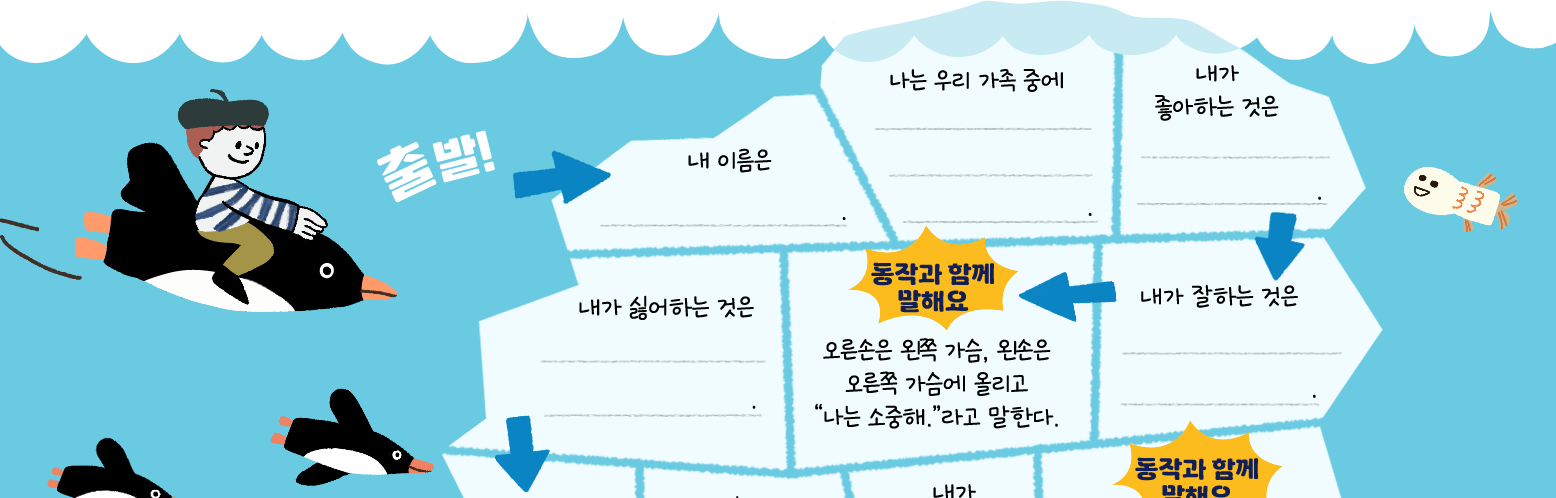 출발!
내 이름은
.
나는 우리 가족 중에
.
내가
좋아하는 것은
.
내가 잘하는 것은
.
동작과 함께
말해요
오른손은 왼쪽 가슴, 왼손은
오른쪽 가슴에 올리고
“나는 소중해.”라고 말한다.
내가 싫어하는 것은
.
내가
동작과 함께
말해요